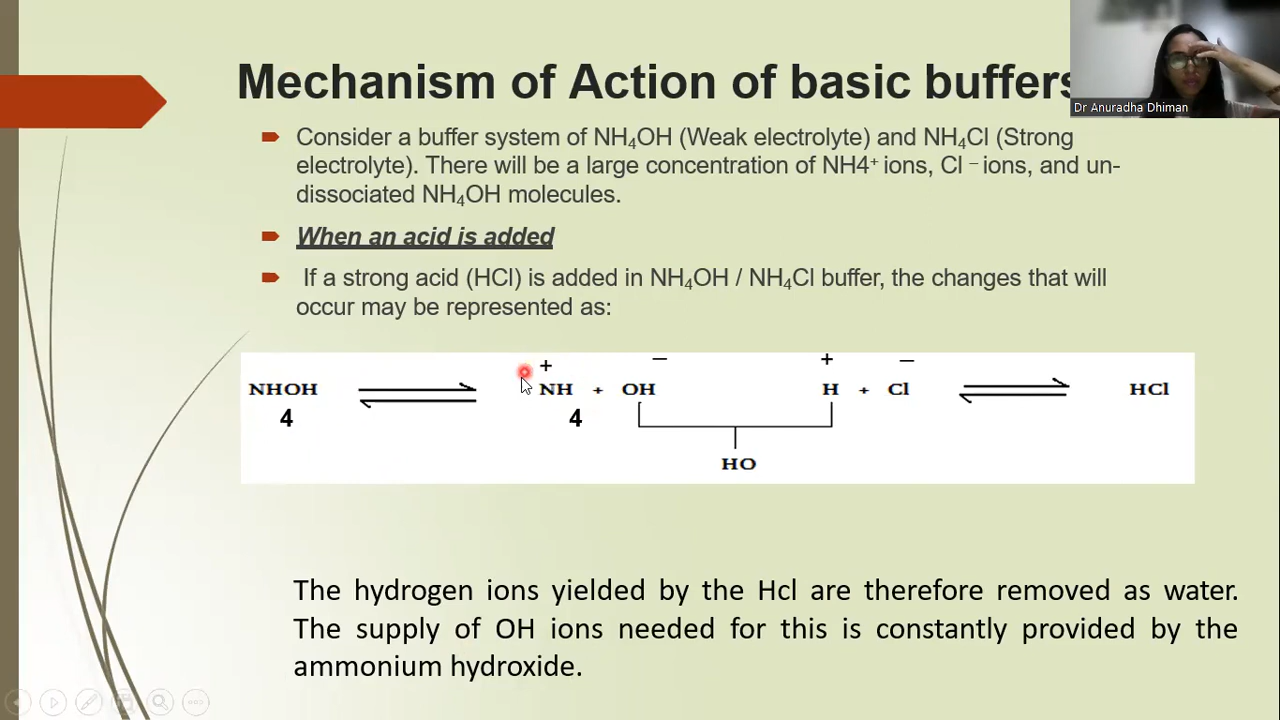 Mechanism of Action of basic buffers
Dr Anuradha Dhiman
Consider a buffer system of NH₄OH (Weak electrolyte) and NH₄Cl (Strong
electrolyte). There will be a large concentration of NH4⁺ ions, Cl ⁻ ions, and un-
dissociated NH₄OH molecules.
When an acid is added
If a strong acid (HCl) is added in NH₄OH / NH₄Cl buffer, the changes that will
occur may be represented as:
+ − + −
NHOH ⇌ NH + OH H + Cl ⇌ HCl
4 4
HO
The hydrogen ions yielded by the Hcl are therefore removed as water.
The supply of OH ions needed for this is constantly provided by the
ammonium hydroxide.